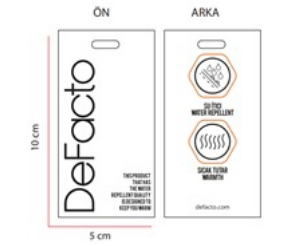 ÖN
ARKA
10 cm
5 cm
DeFacto
THIS PRODUCT
THAT HAS
THE WATER
REPELLENT QUALITY
IS DESIGNED TO
KEEP YOU WARM
SU İTİCİ
WATER REPELLENT
SICAK TUTAR
WARMTH
defacto.com